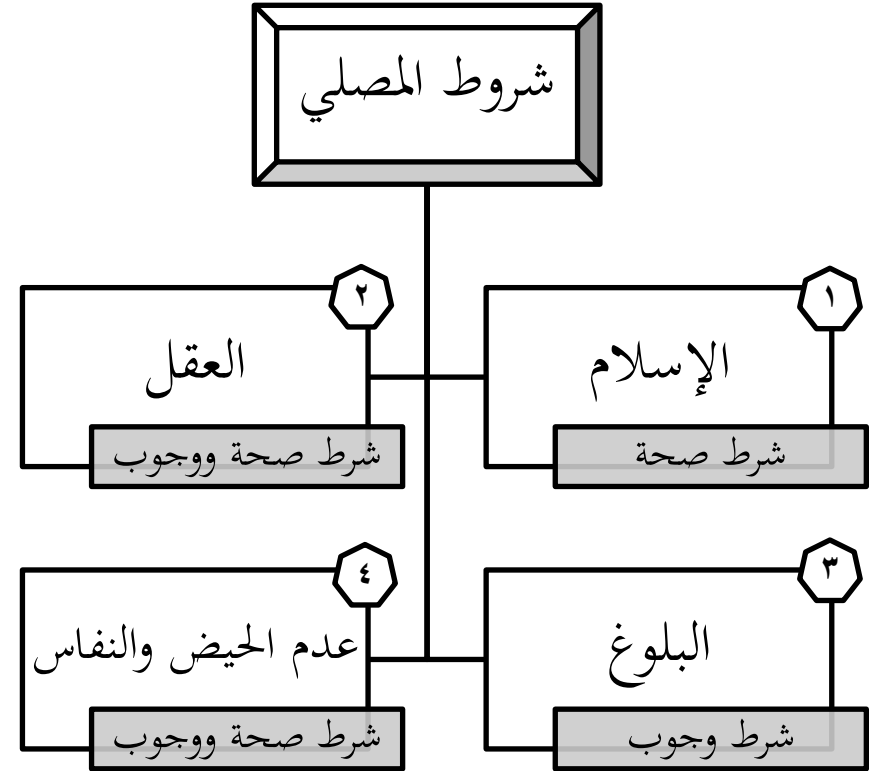 شروط المصلي
١
الإسلام
شرط صحة
٢
العقل
شرط صحة ووجوب
٣
البلوغ
شرط وجوب
٤
عدم الحيض والنفاس
شرط صحة ووجوب